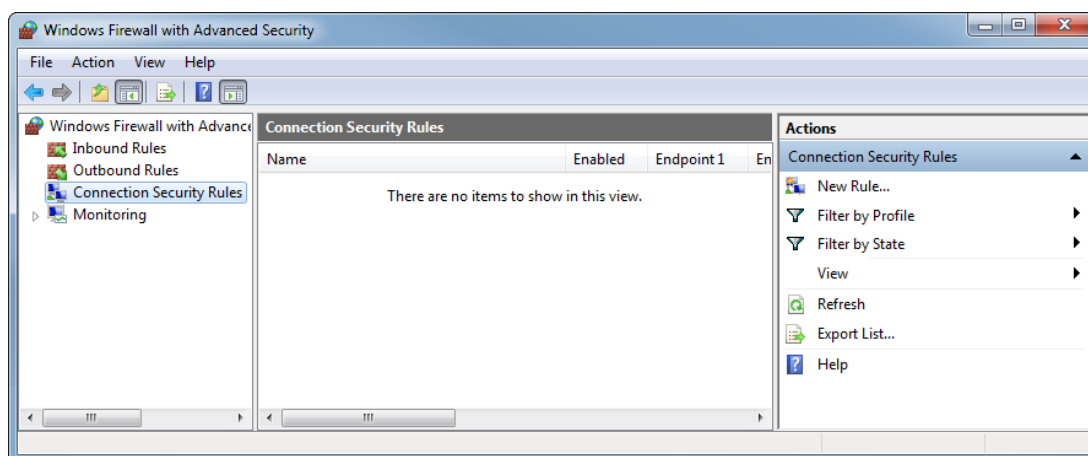 Windows Firewall with Advanced Security
File Action View Help
Windows Firewall with Advance
Inbound Rules
Outbound Rules
Connection Security Rules
Monitoring
Connection Security Rules
Name Enabled Endpoint 1 En
There are no items to show in this view.
Actions
Connection Security Rules
New Rule...
Filter by Profile
Filter by State
View
Refresh
Export List...
Help